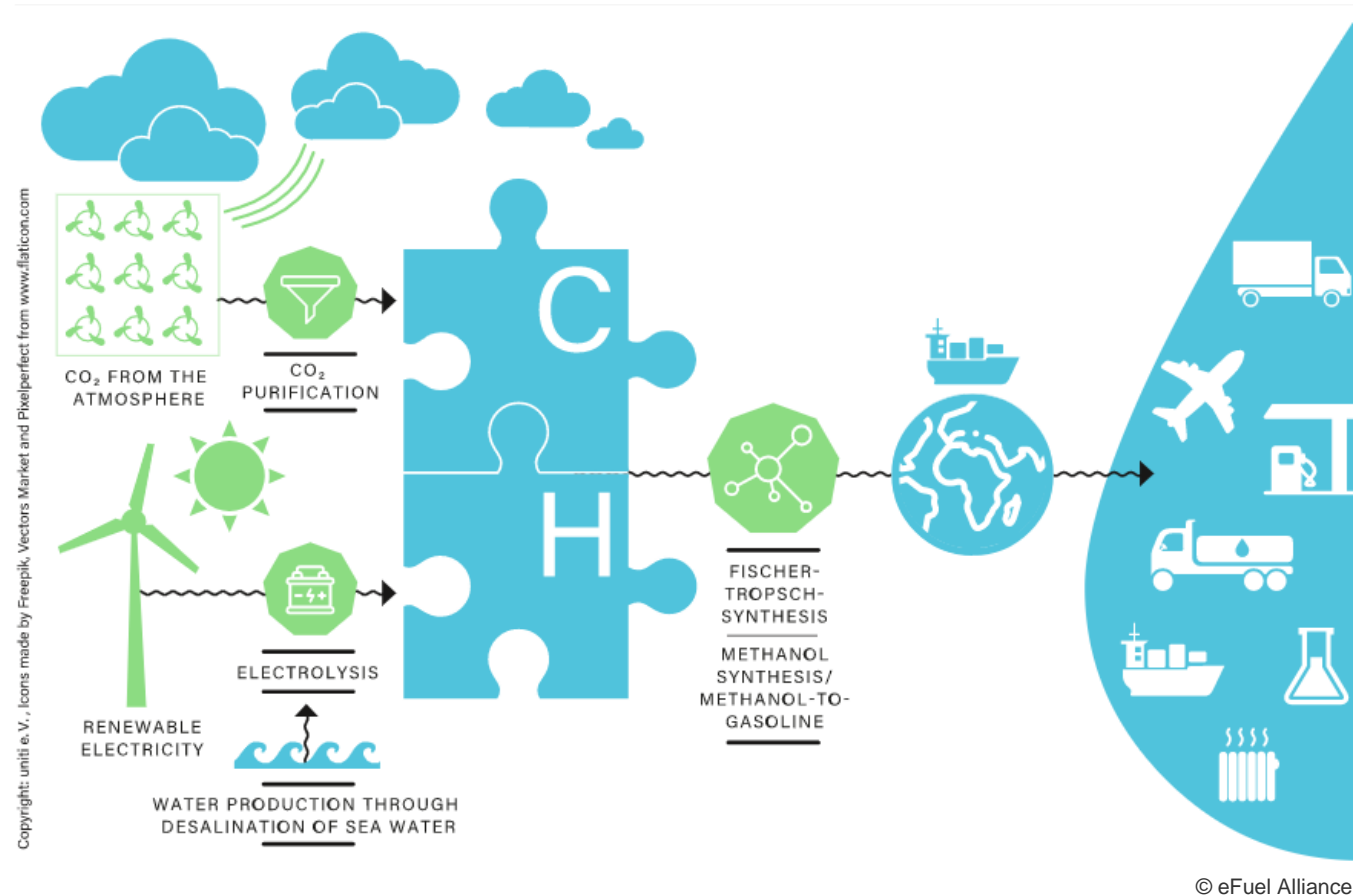 Copyright: uniti e. V., Icons made by Freepik, Vectors Market and Pixelperfect from www.flaticon.com
CO₂ FROM THE
ATMOSPHERE
CO₂
PURIFICATION
C
H
RENEWABLE
ELECTRICITY
ELECTROLYSIS
WATER PRODUCTION THROUGH
DESALINATION OF SEA WATER
FISCHER-
TROPSCH-
SYNTHESIS
METHANOL
SYNTHESIS/
METHANOL-TO-
GASOLINE
© eFuel Alliance